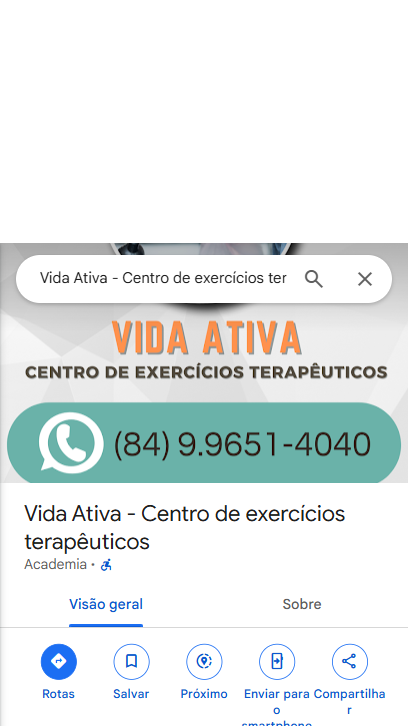 Vida Ativa - Centro de exercícios ter
VIDA ATIVA
CENTRO DE EXERCÍCIOS TERAPÊUTICOS
(84) 9.9651-4040
Vida Ativa - Centro de exercícios
terapêuticos
Academia ·
Visão geral Sobre
Rotas Salvar Próximo Enviar para o smartphone Compartilhar